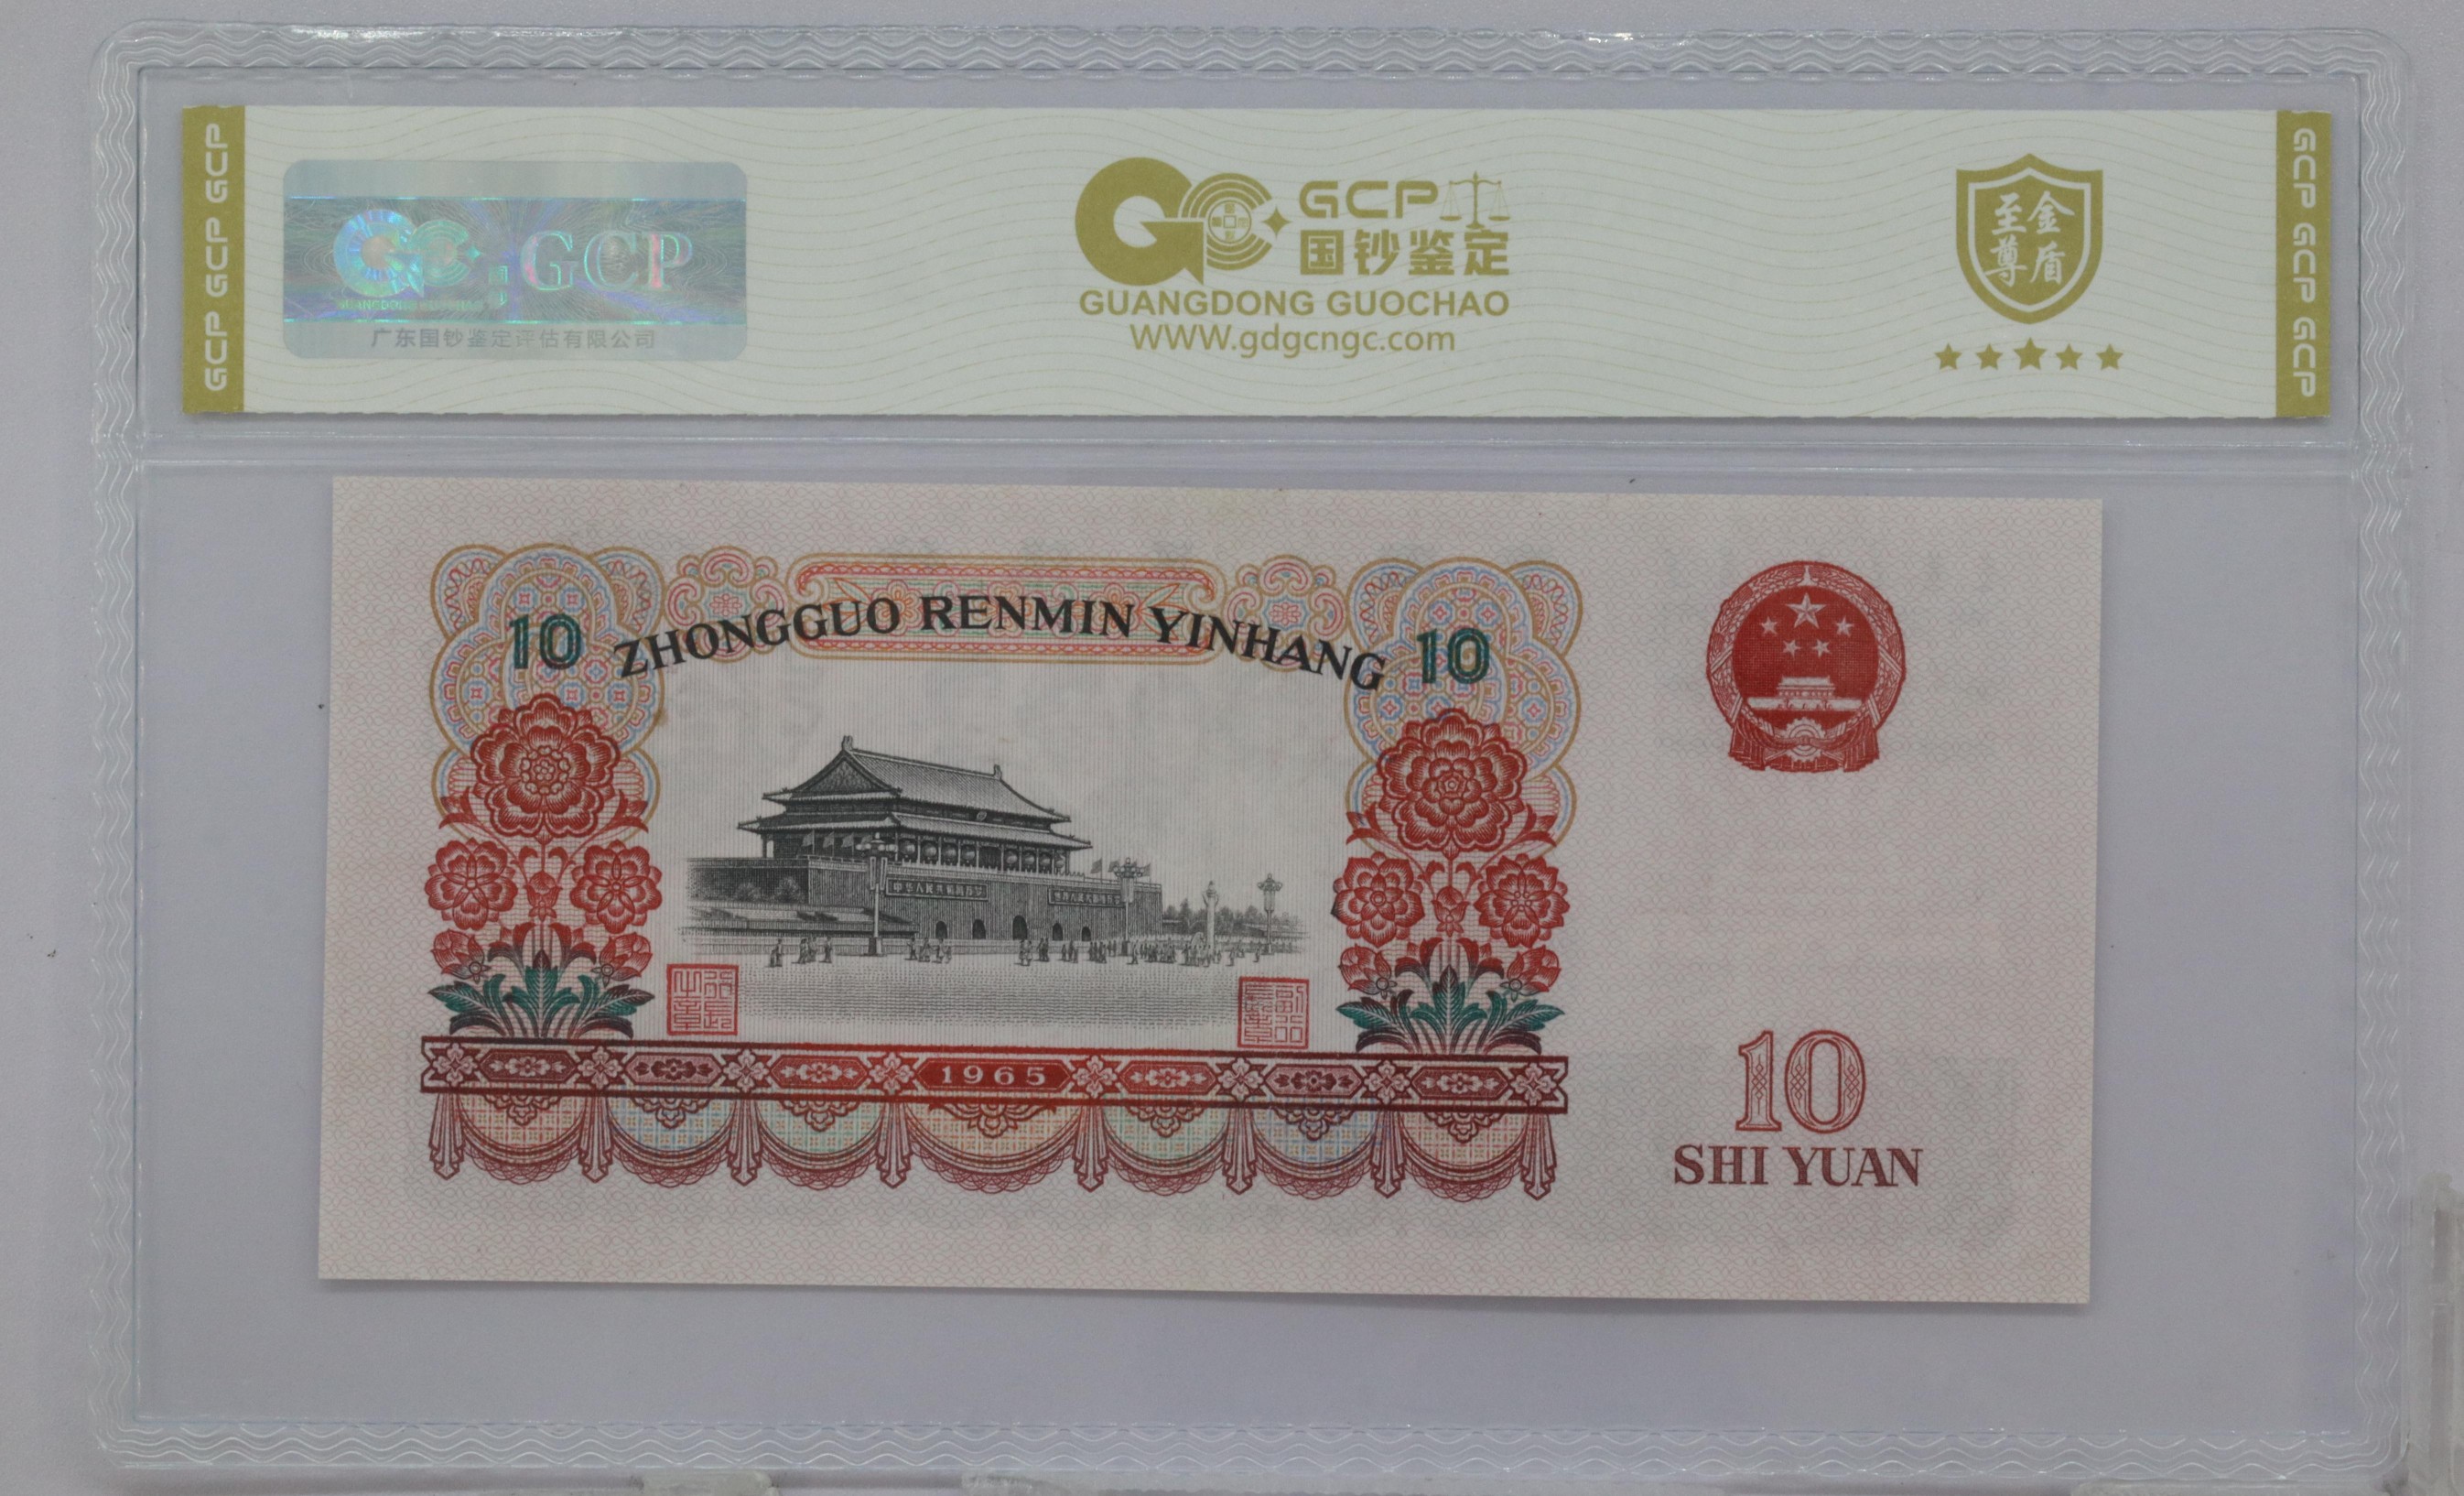 GCP GCP GCP
GCP
广东国钞鉴定评估有限公司
GCP
国钞鉴定
GUANGDONG GUOCHAO
WWW.gdgcngc.com
至金
尊盾
GCP GCP GCP
10 ZHONGGUO RENMIN YINHANG 10
1965
10
SHI YUAN